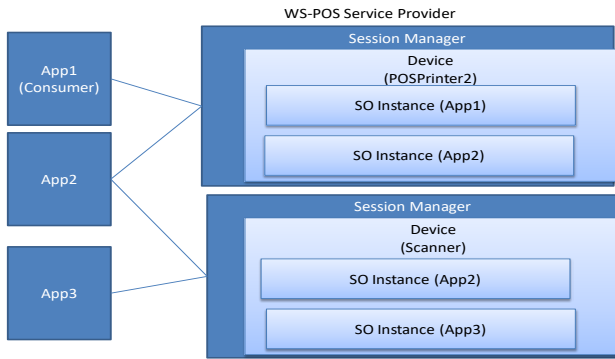 WS-POS Service Provider
App1
(Consumer)
App2
App3
Session Manager
Device
(POSPrinter2)
SO Instance (App1)
SO Instance (App2)
Session Manager
Device
(Scanner)
SO Instance (App2)
SO Instance (App3)